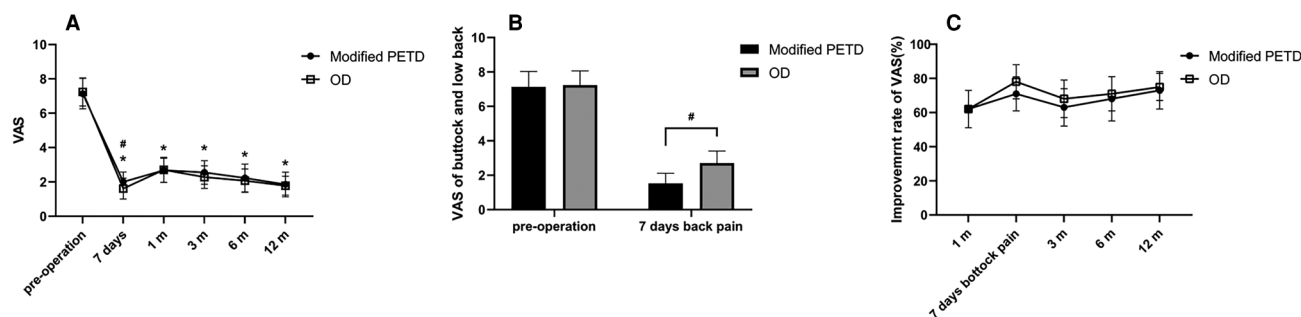 A
VAS
10
8
6
4
2
0
#
*
*
*
*
*
pre-operation
7 days
1 m
3 m
6 m
12 m
Modified PETD
OD
B
VAS of buttock and low back
10
8
6
4
2
0
#
pre-operation
7 days back pain
Modified PETD
OD
C
Improvemrnt rate of VAS(%)
100
80
60
40
20
0
1 m
7 days bottock pain
3 m
6 m
12 m
Modified PETD
OD